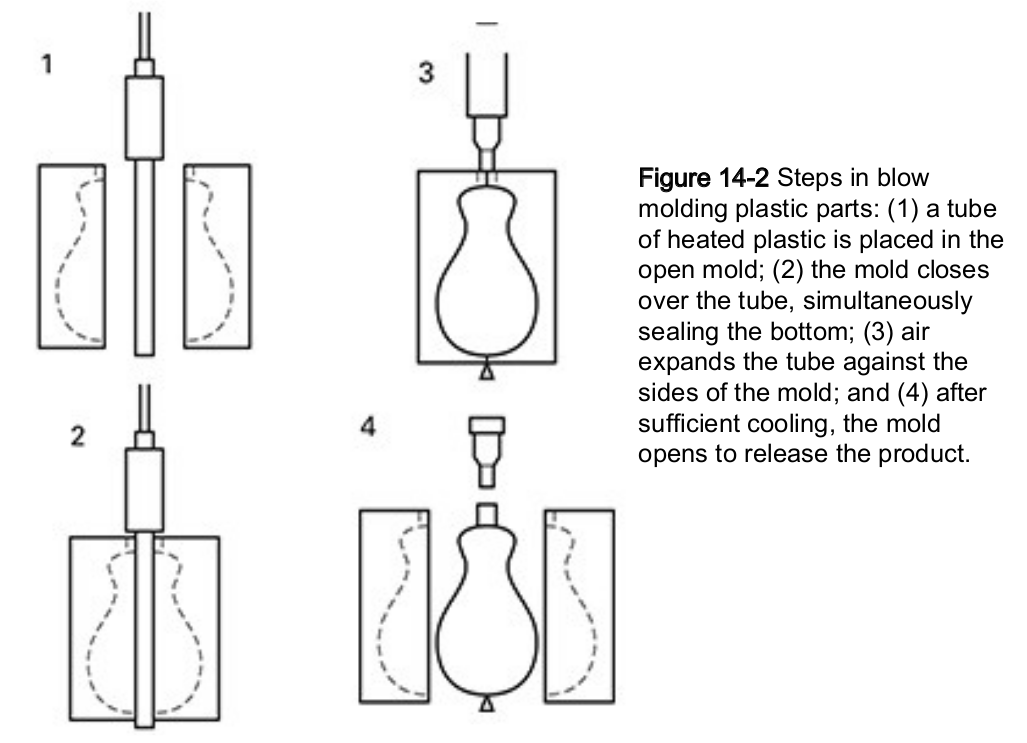 1
3
Figure 14-2 Steps in blow
molding plastic parts: (1) a tube
of heated plastic is placed in the
open mold; (2) the mold closes
over the tube, simultaneously
sealing the bottom; (3) air
expands the tube against the
sides of the mold; and (4) after
sufficient cooling, the mold
opens to release the product.
2
4